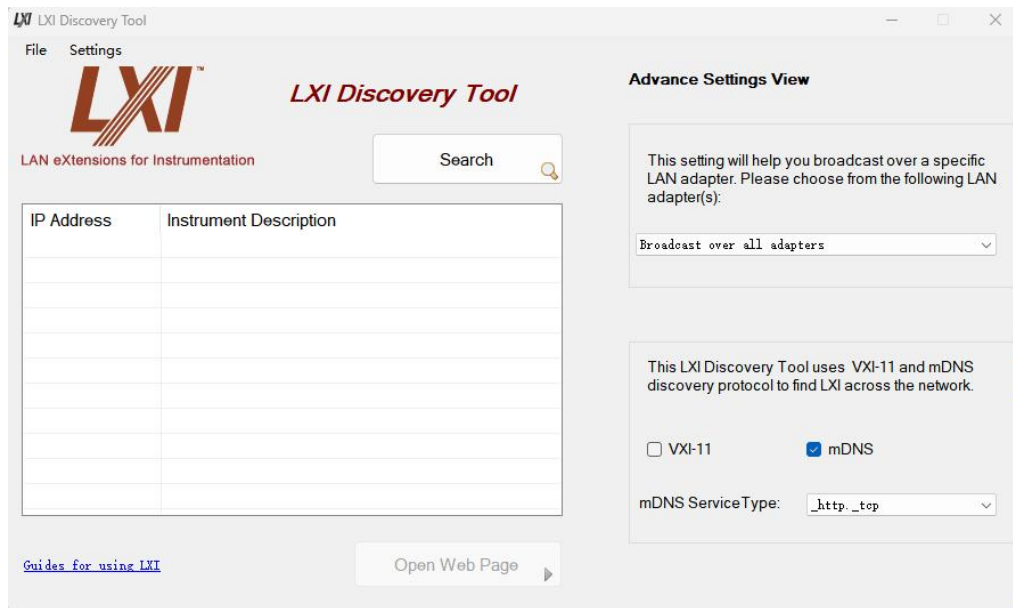 LXI LXI Discovery Tool
File Settings
LXI™
LAN eXtensions for Instrumentation
LXI Discovery Tool
Search
IP Address Instrument Description
Guides for using LXI
Open Web Page
Advance Settings View
This setting will help you broadcast over a specific
LAN adapter. Please choose from the following LAN
adapter(s):
Broadcast over all adapters
This LXI Discovery Tool uses VXI-11 and mDNS
discovery protocol to find LXI across the network.
VXI-11 mDNS
mDNS ServiceType: _http._tcp